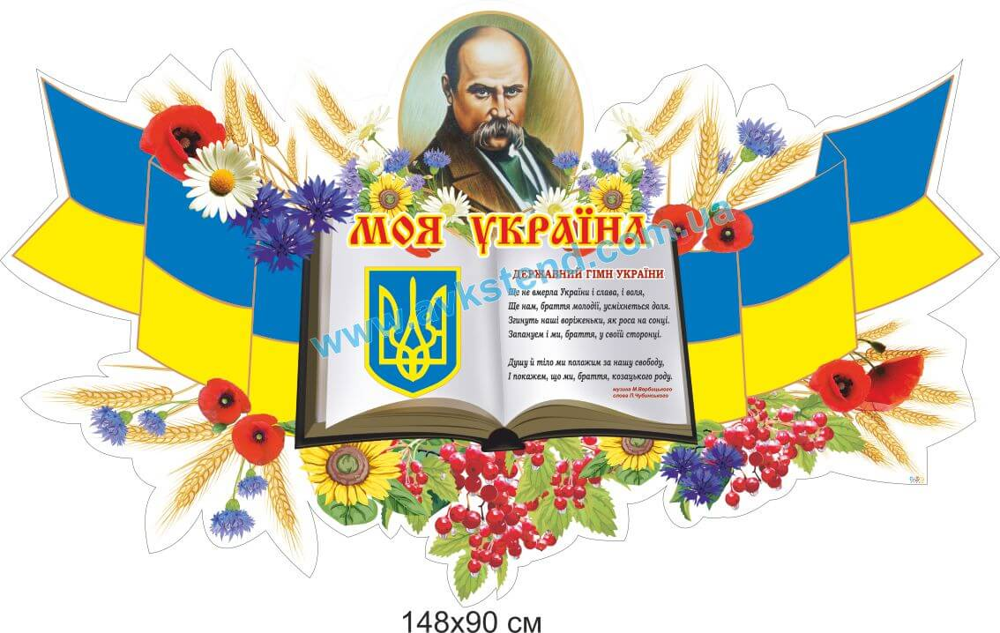 МОЯ УКРАЇНА
ДЕРЖАВНИЙ ГІМН УКРАЇНИ
Ще не вмерла України і слава, і воля,
Ще нам, браття молодії, усміхнеться доля.
Згинуть наші воріженьки, як роса на сонці.
Запануєм і ми, браття, у своїй сторонці.
Душу й тіло ми положим за нашу свободу,
І покажем, що ми, браття, козацького роду.
музика М.Вербицького
слова П.Чубинського
www.avkstend.com.ua
148х90 см